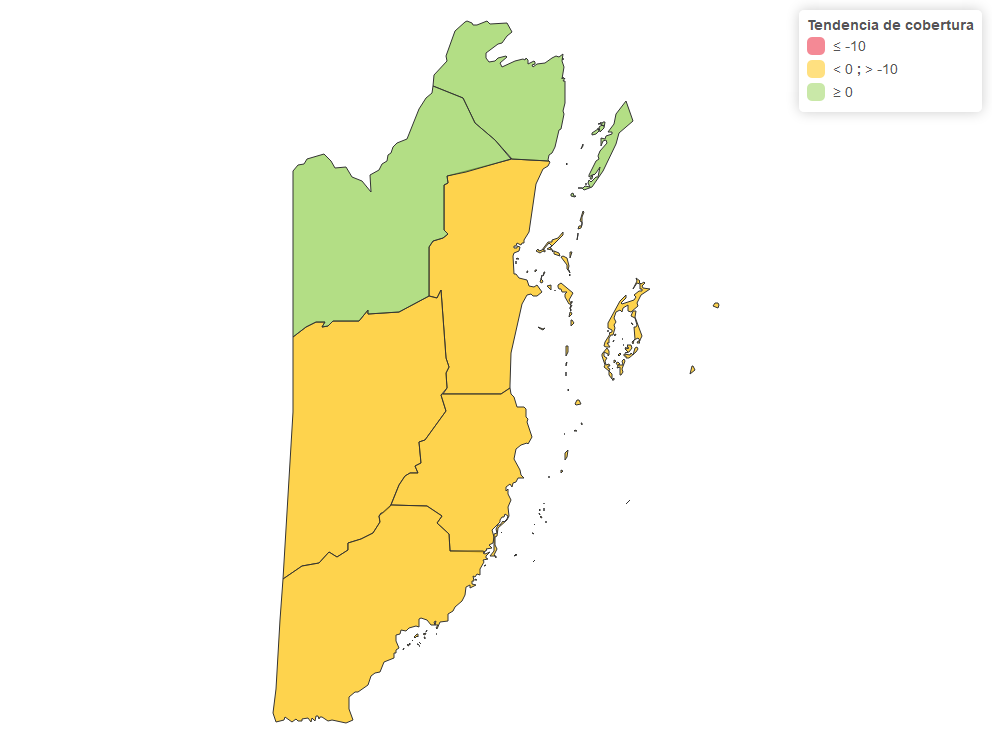 Tendencia de cobertura
≤ -10
< 0 ; > -10
≥ 0